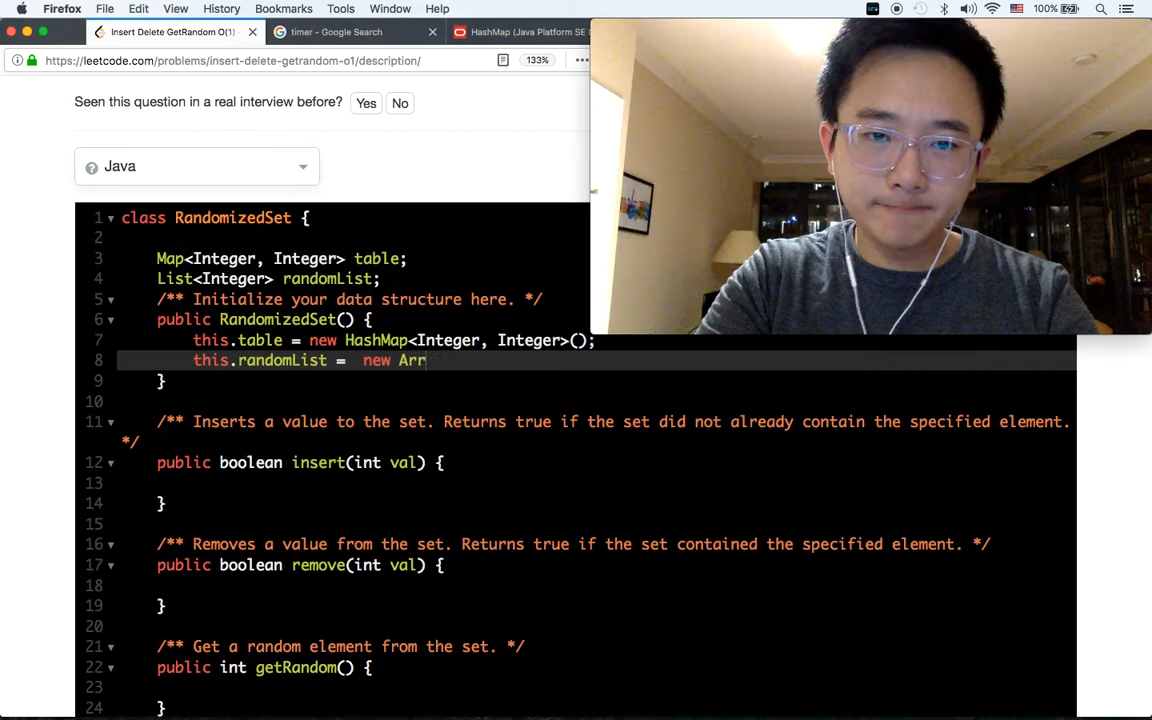 Firefox File Edit View History Bookmarks Tools Window Help 100%
Insert Delete GetRandom O(1) timer - Google Search HashMap (Java Platform SE
https://leetcode.com/problems/insert-delete-getrandom-o1/description/ 133%
Seen this question in a real interview before? Yes No
? Java
1 class RandomizedSet {
2
3 Map<Integer, Integer> table;
4 List<Integer> randomList;
5 /** Initialize your data structure here. */
6 public RandomizedSet() {
7 this.table = new HashMap<Integer, Integer>();
8 this.randomList = new Arr
9 }
10
11 /** Inserts a value to the set. Returns true if the set did not already contain the specified element.
*/
12 public boolean insert(int val) {
13
14 }
15
16 /** Removes a value from the set. Returns true if the set contained the specified element. */
17 public boolean remove(int val) {
18
19 }
20
21 /** Get a random element from the set. */
22 public int getRandom() {
23
24 }